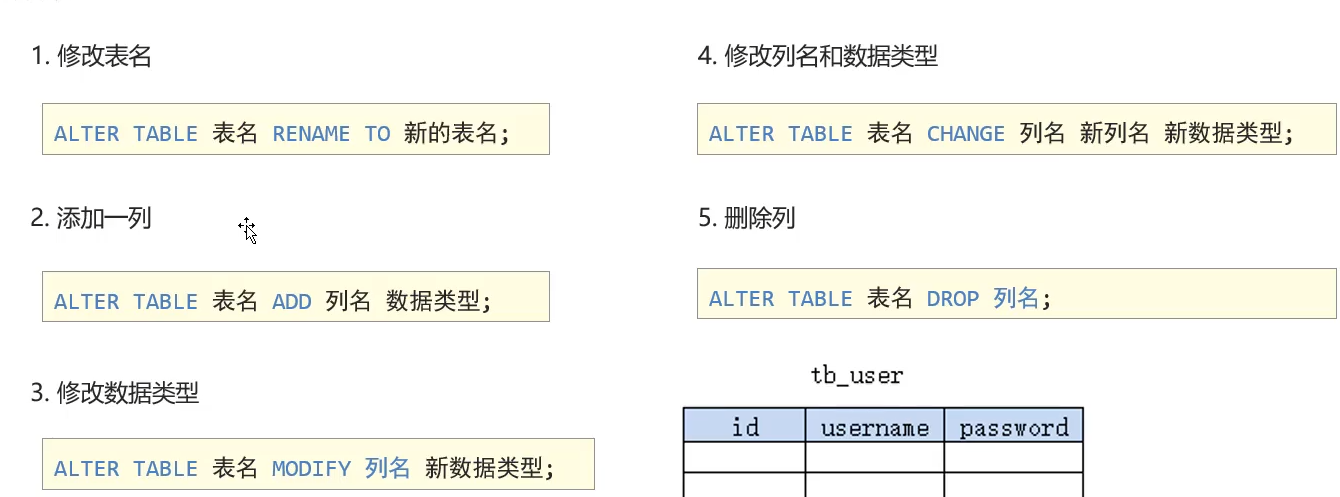 1. 修改表名
ALTER TABLE 表名 RENAME TO 新的表名;
2. 添加一列
ALTER TABLE 表名 ADD 列名 数据类型;
3. 修改数据类型
ALTER TABLE 表名 MODIFY 列名 新数据类型;
4. 修改列名和数据类型
ALTER TABLE 表名 CHANGE 列名 新列名 新数据类型;
5. 删除列
ALTER TABLE 表名 DROP 列名;
tb_user
id username password